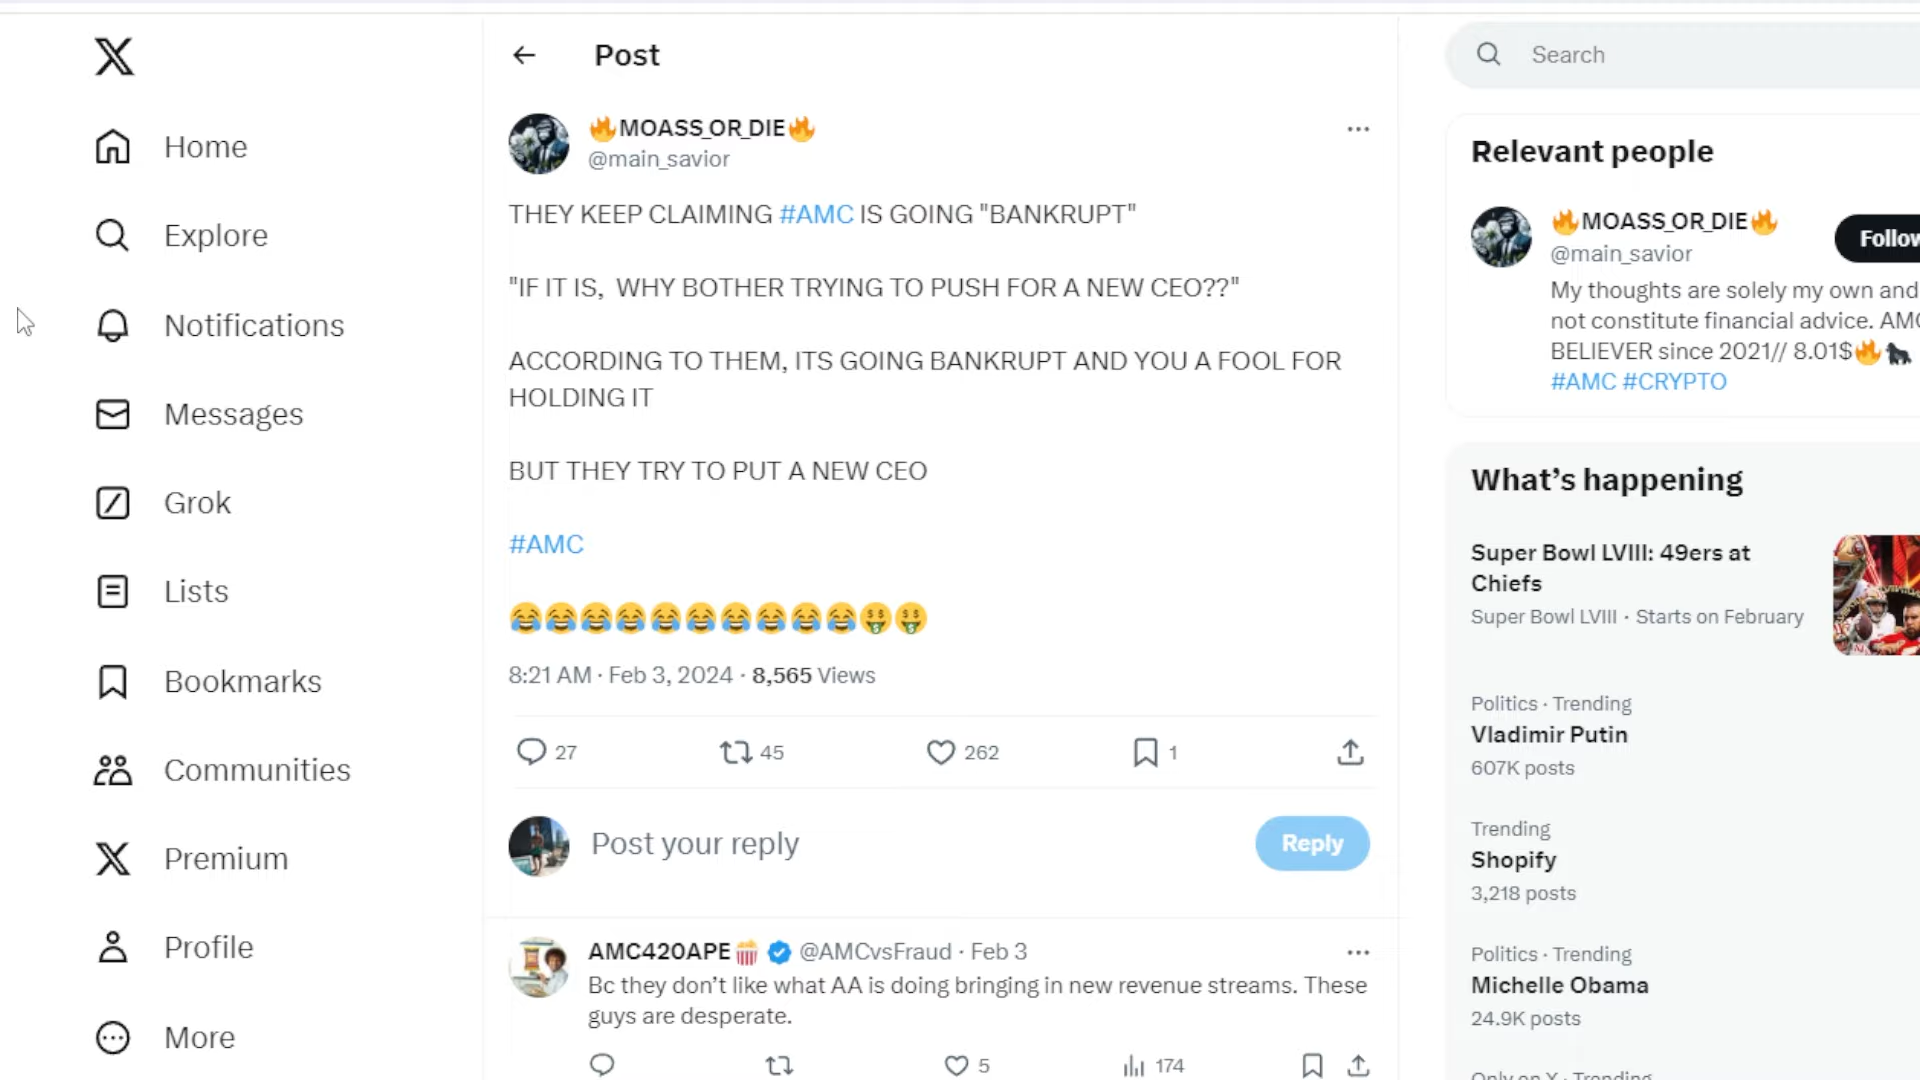 Home
Explore
Notifications
Messages
Grok
Lists
Bookmarks
Communities
Premium
Profile
More
Post
🔥MOASS_OR_DIE🔥
@main_savior
THEY KEEP CLAIMING #AMC IS GOING "BANKRUPT"
"IF IT IS,  WHY BOTHER TRYING TO PUSH FOR A NEW CEO??"
ACCORDING TO THEM, ITS GOING BANKRUPT AND YOU A FOOL FOR
HOLDING IT
BUT THEY TRY TO PUT A NEW CEO
#AMC
😂😂😂😂😂😂😂😂😂😂🤑🤑
8:21 AM · Feb 3, 2024 · 8,565 Views
27 45 262 1
Post your reply
Reply
AMC420APE🍿 @AMCvsFraud · Feb 3
Bc they don’t like what AA is doing bringing in new revenue streams. These
guys are desperate.
5 174
Search
Relevant people
🔥MOASS_OR_DIE🔥
@main_savior
Follow
My thoughts are solely my own and
not constitute financial advice. AMC
BELIEVER since 2021// 8.01$🔥🦍
#AMC #CRYPTO
What’s happening
Super Bowl LVIII: 49ers at
Chiefs
Super Bowl LVIII · Starts on February
Politics · Trending
Vladimir Putin
607K posts
Trending
Shopify
3,218 posts
Politics · Trending
Michelle Obama
24.9K posts
Only on X · Trending